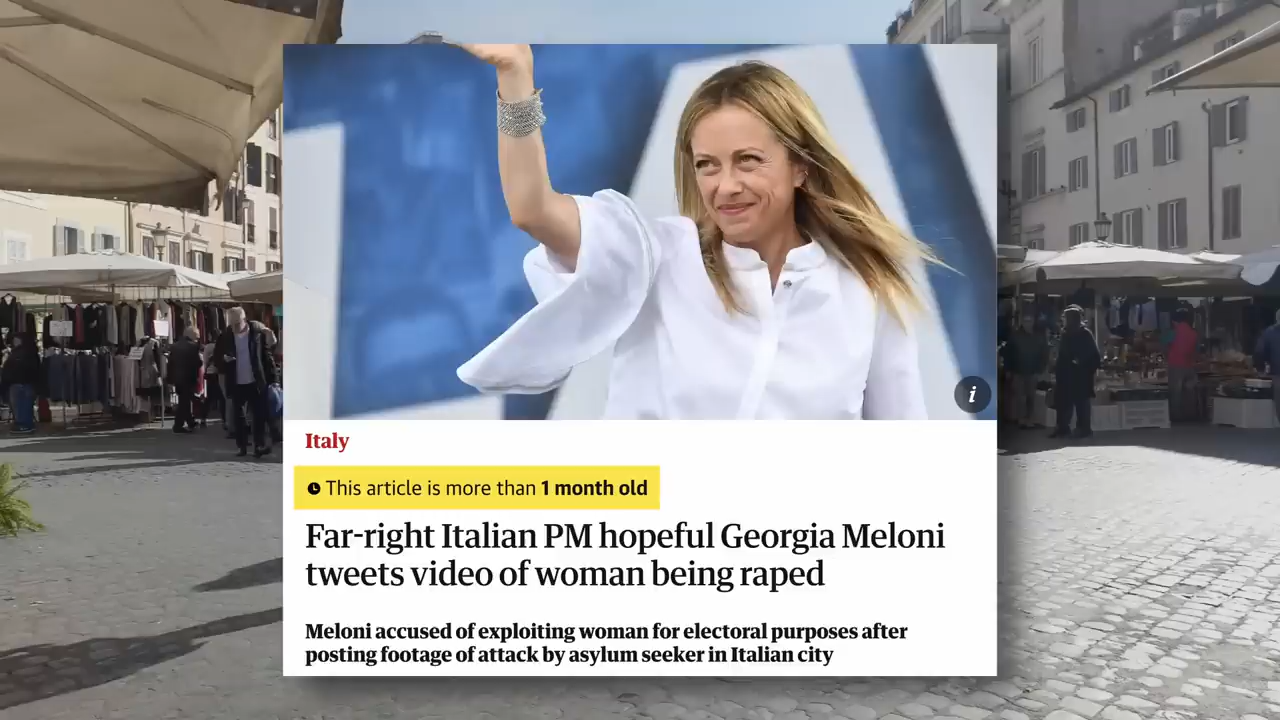 i
Italy
This article is more than 1 month old
Far-right Italian PM hopeful Georgia Meloni
tweets video of woman being raped
Meloni accused of exploiting woman for electoral purposes after
posting footage of attack by asylum seeker in Italian city